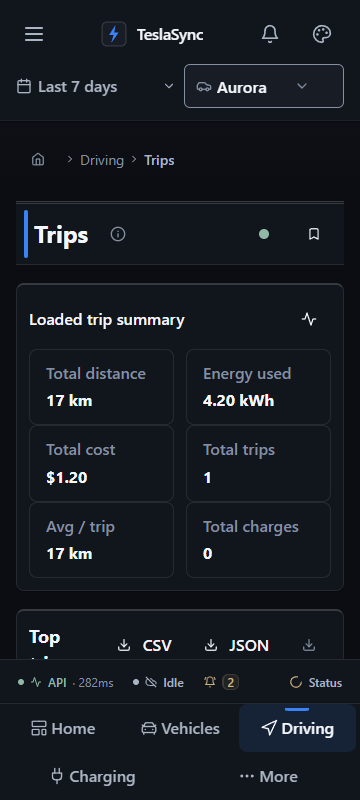 TeslaSync
Last 7 days
Aurora
Driving
Trips
Trips
Loaded trip summary
Total distance
17 km
Energy used
4.20 kWh
Total cost
$1.20
Total trips
1
Avg / trip
17 km
Total charges
0
Top
CSV
JSON
API · 282ms
Idle
2
Status
Home
Vehicles
Driving
Charging
More